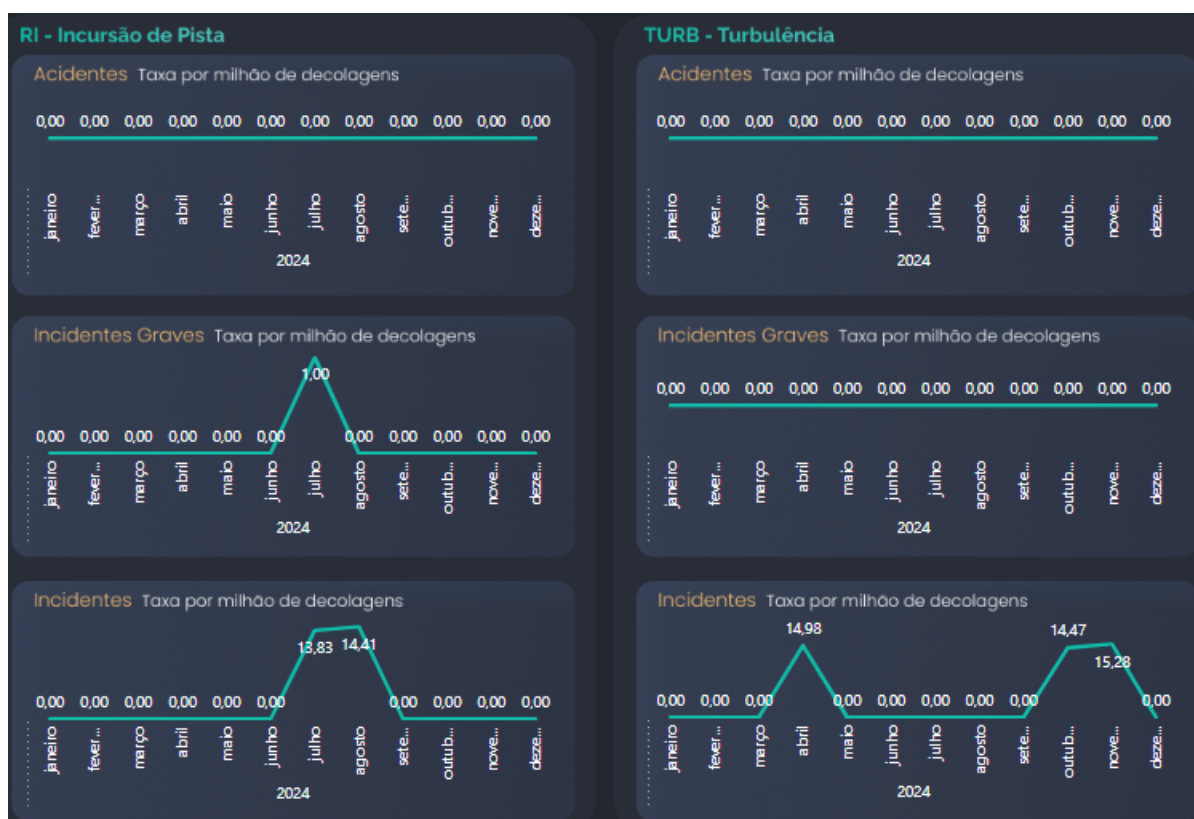 RI - Incursão de Pista
Acidentes Taxa por milhão de decolagens
0,00 0,00 0,00 0,00 0,00 0,00 0,00 0,00 0,00 0,00 0,00 0,00
janeiro fever... março abril maio junho julho agosto sete... outub... nove... deze...
2024
Incidentes Graves Taxa por milhão de decolagens
1,00
0,00 0,00 0,00 0,00 0,00 0,00 0,00 0,00 0,00 0,00 0,00
janeiro fever... março abril maio junho julho agosto sete... outub... nove... deze...
2024
Incidentes Taxa por milhão de decolagens
13,83 14,41
0,00 0,00 0,00 0,00 0,00 0,00 0,00 0,00 0,00 0,00
janeiro fever... março abril maio junho julho agosto sete... outub... nove... deze...
2024
TURB - Turbulência
Acidentes Taxa por milhão de decolagens
0,00 0,00 0,00 0,00 0,00 0,00 0,00 0,00 0,00 0,00 0,00 0,00
janeiro fever... março abril maio junho julho agosto sete... outub... nove... deze...
2024
Incidentes Graves Taxa por milhão de decolagens
0,00 0,00 0,00 0,00 0,00 0,00 0,00 0,00 0,00 0,00 0,00 0,00
janeiro fever... março abril maio junho julho agosto sete... outub... nove... deze...
2024
Incidentes Taxa por milhão de decolagens
14,98 14,47
15,28
0,00 0,00 0,00 0,00 0,00 0,00 0,00 0,00 0,00
janeiro fever... março abril maio junho julho agosto sete... outub... nove... deze...
2024